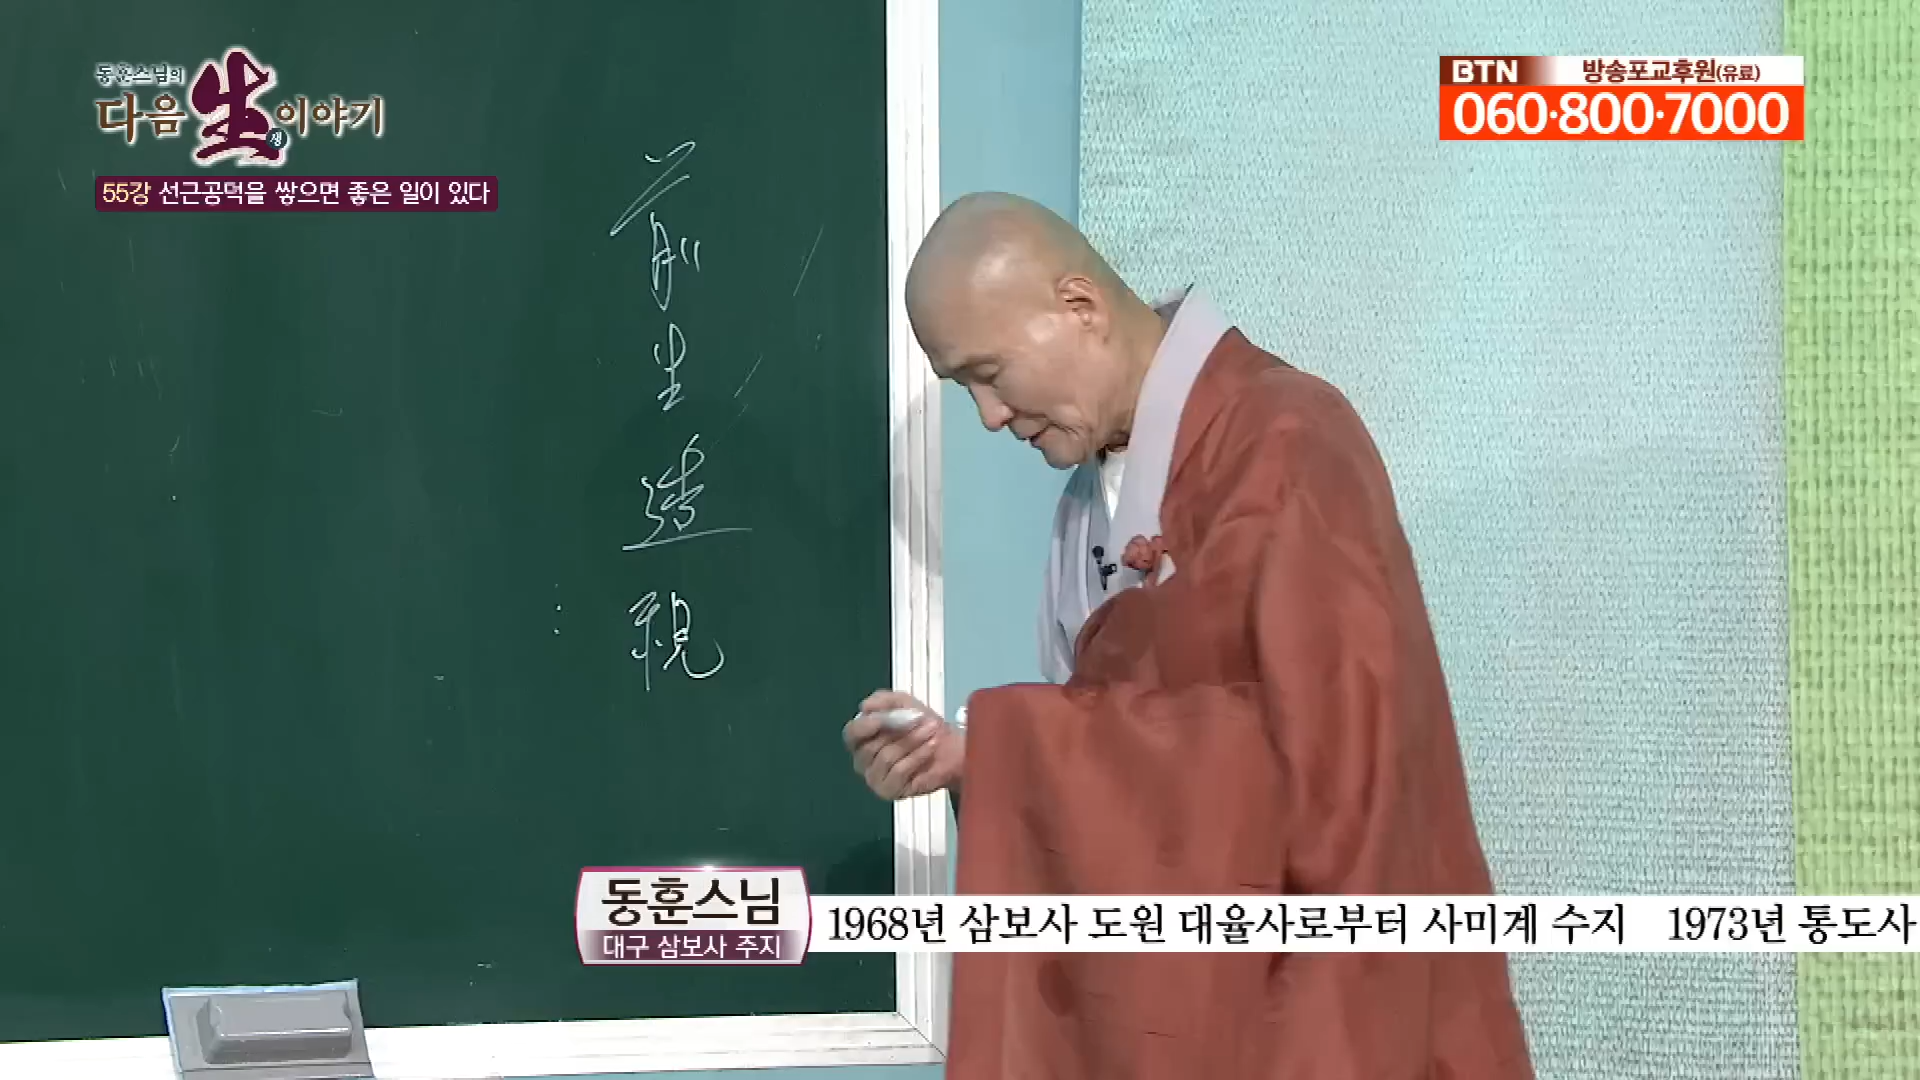 동훈스님의
다음 生 이야기
생
55강 선근공덕을 쌓으면 좋은 일이 있다
BTN 방송포교후원(유료)
060·800·7000
前
生
造
視
동훈스님
대구 삼보사 주지
1968년 삼보사 도원 대율사로부터 사미계 수지 1973년 통도사